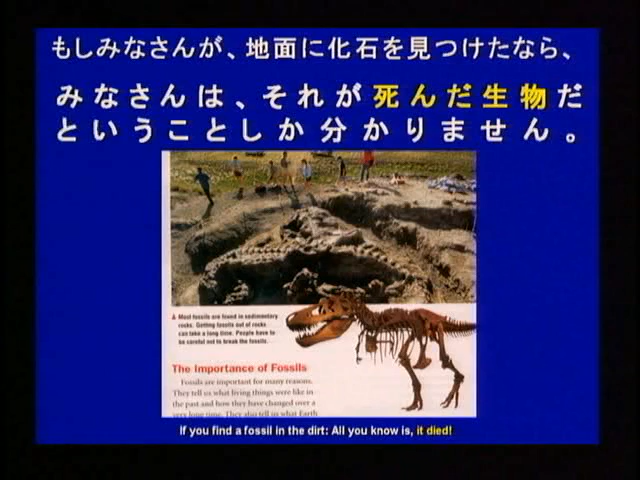 もしみなさんが、地面に化石を見つけたなら、
みなさんは、それが死んだ生物だ
ということしか分かりません。
Most fossils are found in sedimentary
rocks. Getting fossils out of rocks
can take a long time. People have to
be careful not to break the fossils.
The Importance of Fossils
Fossils are important for many reasons.
They tell us what living things were like in
the past and how they have changed over a
very long time. They also tell us what Earth
If you find a fossil in the dirt: All you know is, it died!